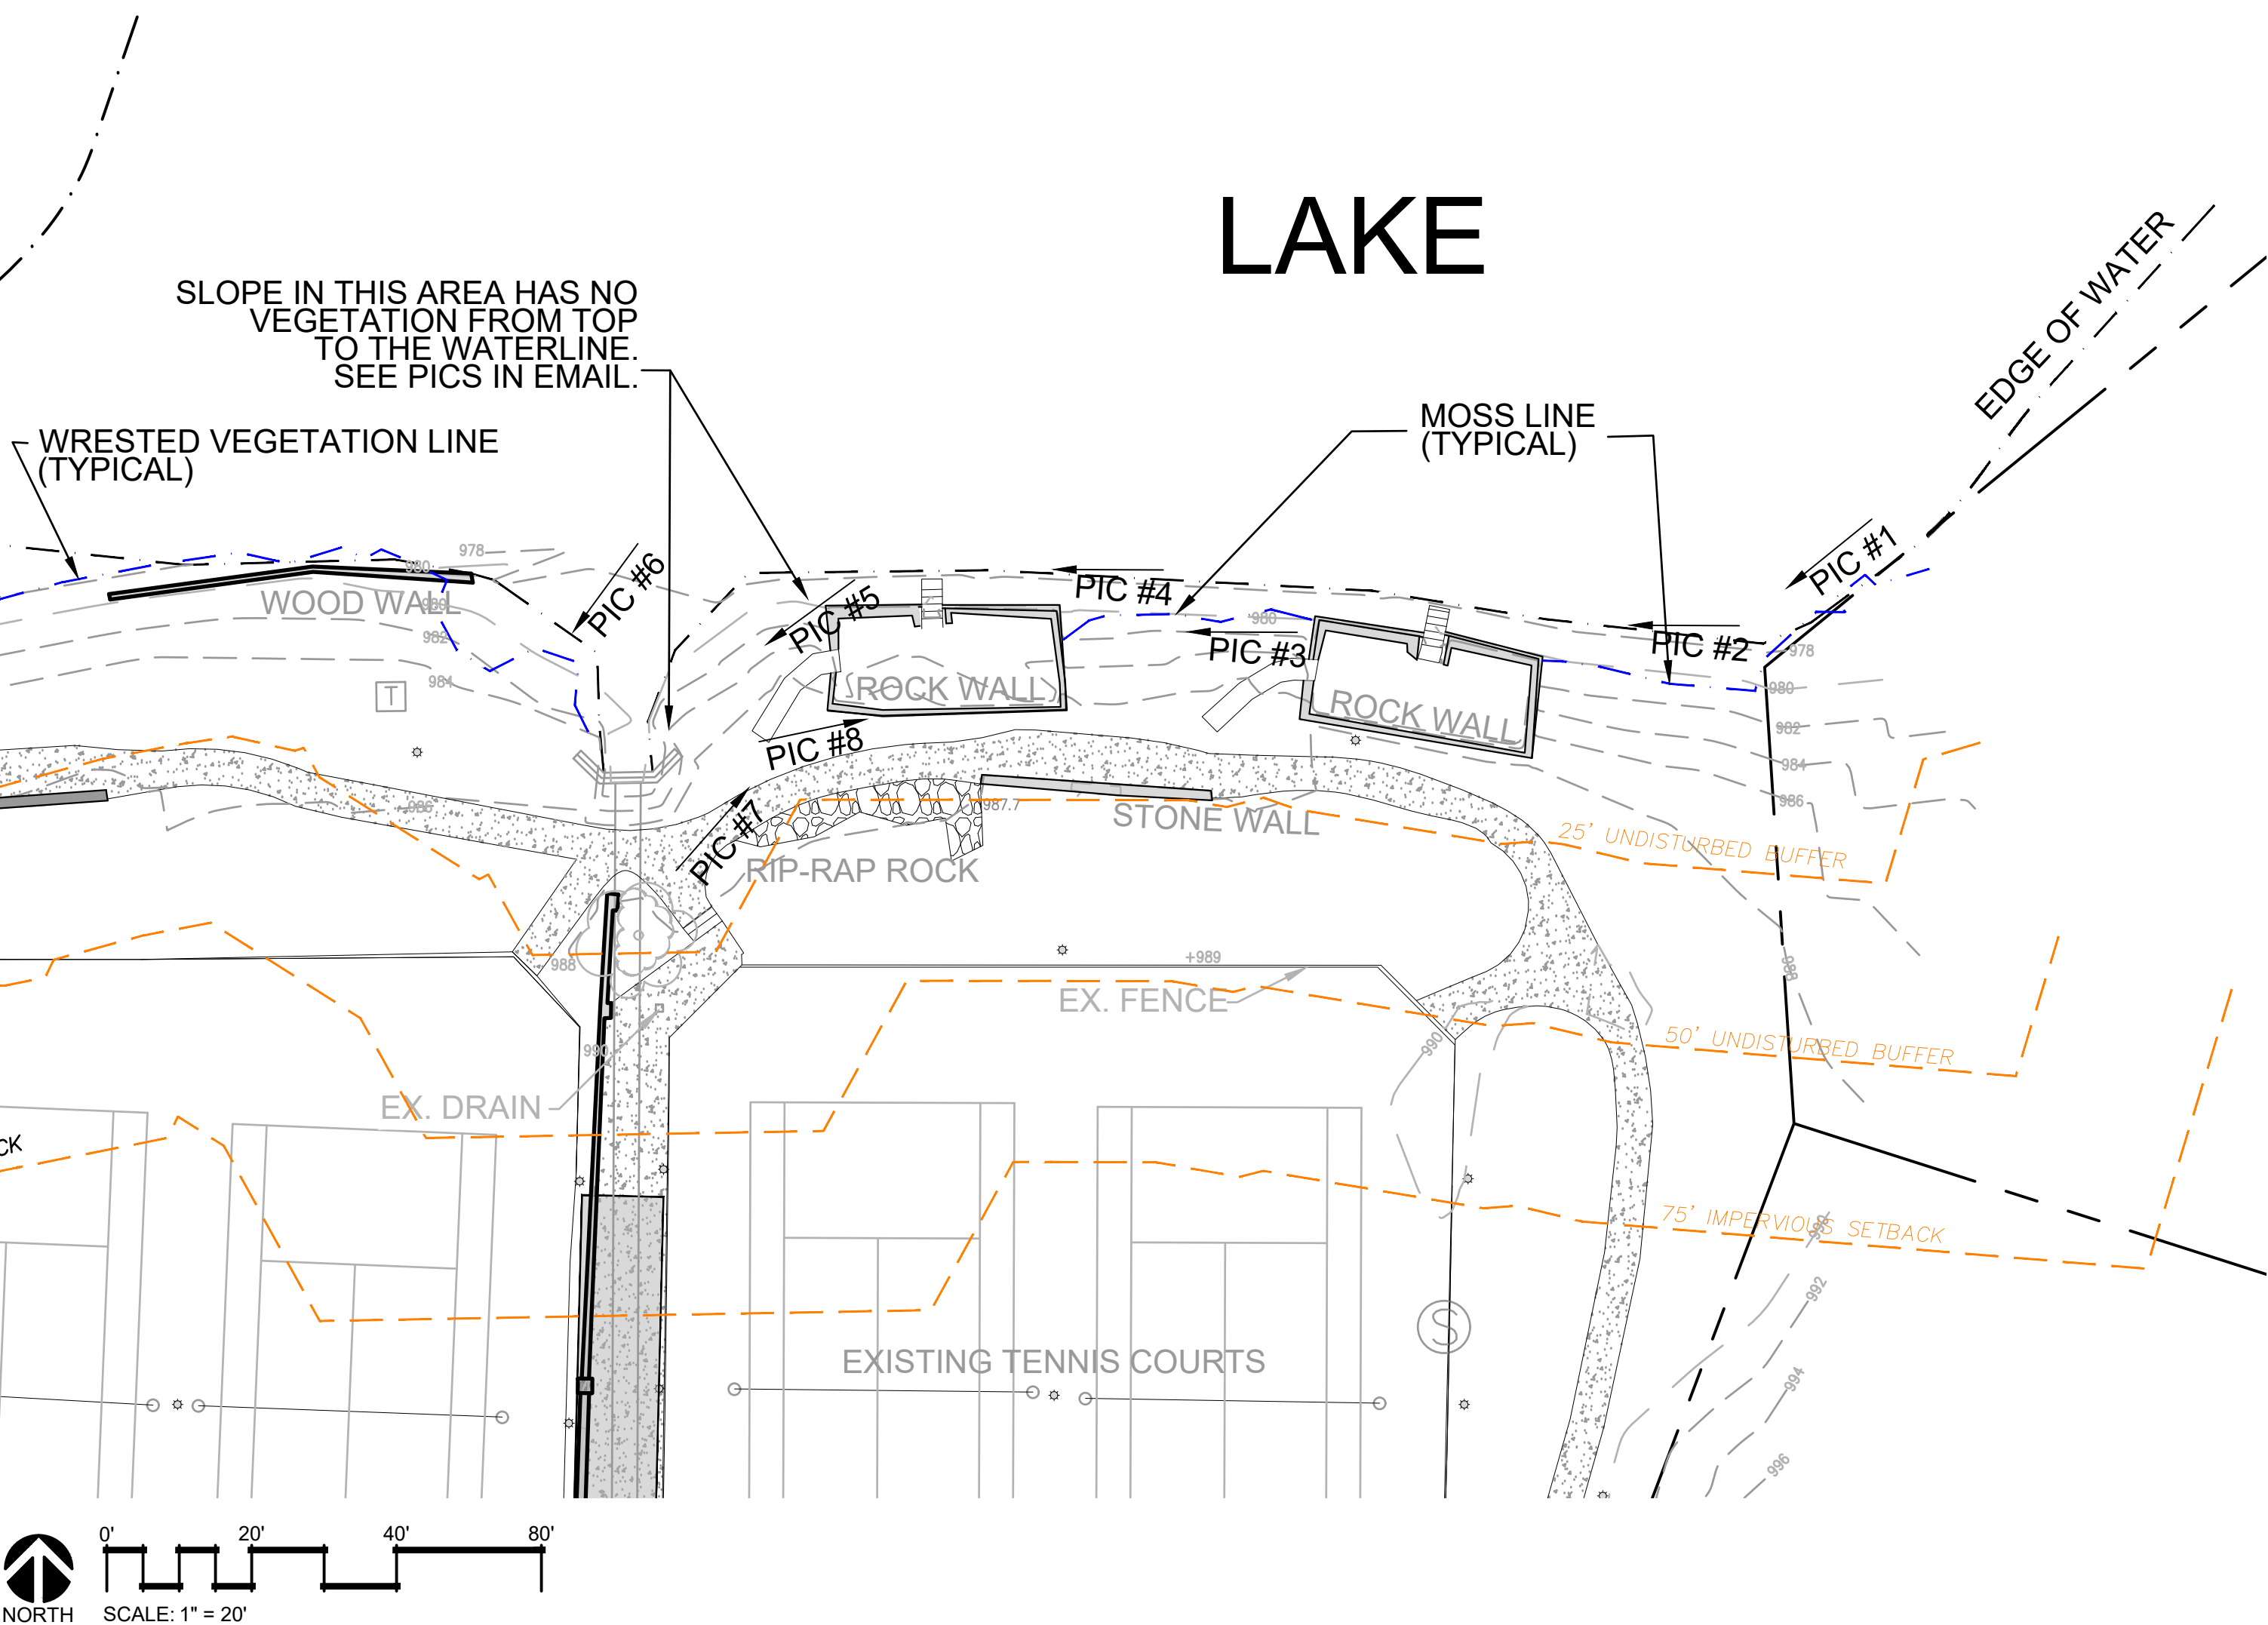 LAKE
EDGE OF WATER
SLOPE IN THIS AREA HAS NO
VEGETATION FROM TOP
TO THE WATERLINE.
SEE PICS IN EMAIL.
WRESTED VEGETATION LINE
(TYPICAL)
MOSS LINE
(TYPICAL)
PIC #1
978
980
PIC #6
PIC #4
PIC #5
WOOD WALL
980
980
982
PIC #3
PIC #2
978
984
T
ROCK WALL
ROCK WALL
980
982
PIC #8
984
986
986
987.7
PIC #7
STONE WALL
25' UNDISTURBED BUFFER
RIP-RAP ROCK
988
+989
988
EX. FENCE
990
990
50' UNDISTURBED BUFFER
EX. DRAIN
CK
75' IMPERVIOUS SETBACK
990
992
S
EXISTING TENNIS COURTS
994
996
0' 20' 40' 80'
NORTH
SCALE: 1" = 20'